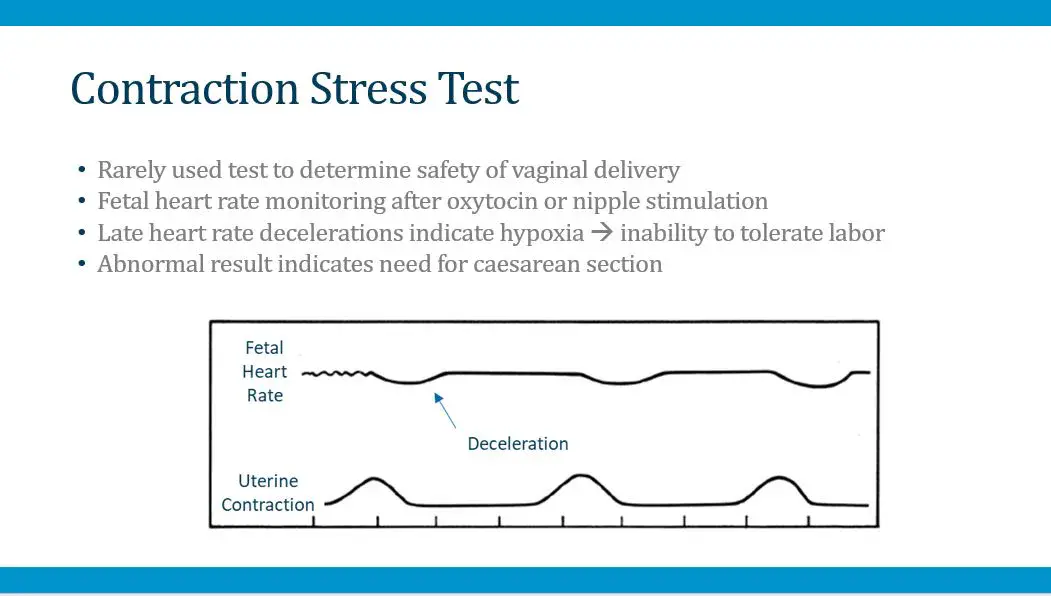 Contraction Stress Test
• Rarely used test to determine safety of vaginal delivery
• Fetal heart rate monitoring after oxytocin or nipple stimulation
• Late heart rate decelerations indicate hypoxia → inability to tolerate labor
• Abnormal result indicates need for caesarean section
Fetal
Heart
Rate
Deceleration
Uterine
Contraction